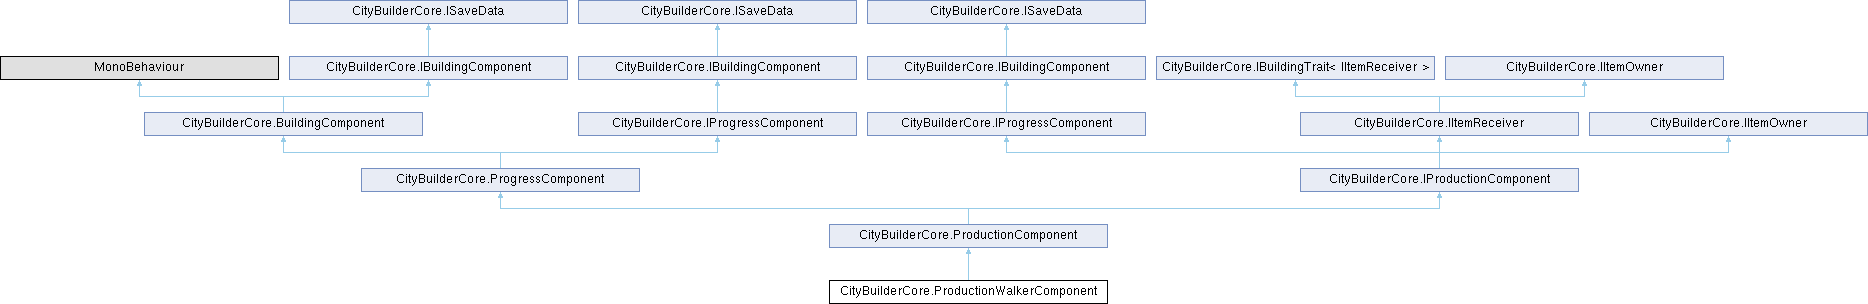 CityBuilderCore.ISaveData
CityBuilderCore.ISaveData
CityBuilderCore.ISaveData
MonoBehaviour
CityBuilderCore.IBuildingComponent
CityBuilderCore.IBuildingComponent
CityBuilderCore.IBuildingComponent
CityBuilderCore.IBuildingTrait< IItemReceiver >
CityBuilderCore.IItemOwner
CityBuilderCore.BuildingComponent
CityBuilderCore.IProgressComponent
CityBuilderCore.IProgressComponent
CityBuilderCore.IItemReceiver
CityBuilderCore.IItemOwner
CityBuilderCore.ProgressComponent
CityBuilderCore.IProductionComponent
CityBuilderCore.ProductionComponent
CityBuilderCore.ProductionWalkerComponent